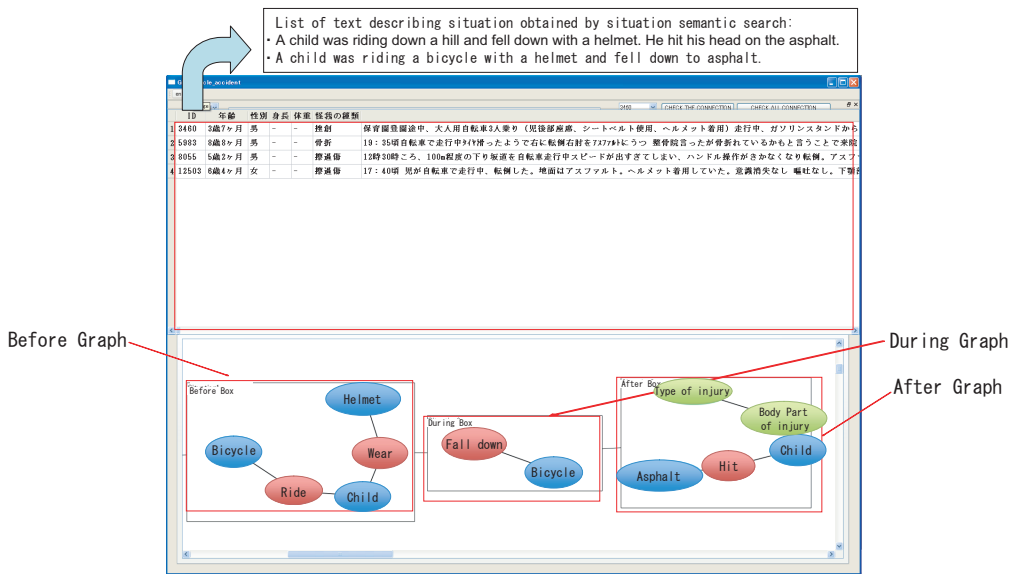 List of text describing situation obtained by situation semantic search:
・A child was riding down a hill and fell down with a helmet. He hit his head on the asphalt.
・A child was riding a bicycle with a helmet and fell down to asphalt.
3460 CHECK THE CONNECTION CHECK ALL CONNECTION
ID 年齢 性別 身長 体重 怪我の種類
1 3460 3歳7ヶ月 男 - - 挫創 保育園登園途中、大人用自転車3人乗り（児後部座席、シートベルト使用、ヘルメット着用）走行中、ガソリンスタンドから
2 5983 8歳8ヶ月 男 - - 骨折 19：35頃自転車で走行中ﾀｲﾔ滑ったようで右に転倒右肘をｱｽﾌｧﾙﾄにうつ 整骨院言ったが骨折れているかもと言うことで来院
3 8055 5歳2ヶ月 男 - - 擦過傷 12時30時ころ、100m程度の下り坂道を自転車走行中スピードが出すぎてしまい、ハンドル操作がきかなくなり転倒。アスフ
4 12503 6歳4ヶ月 女 - - 擦過傷 17：40頃 児が自転車で走行中、転倒した。地面はアスファルト。ヘルメット着用していた。意識消失なし 嘔吐なし。下顎
Before Graph
During Graph
After Graph
Before Box
Helmet
Bicycle
Wear
Ride
Child
During Box
Fall down
Bicycle
After Box
Type of injury
Body Part
of injury
Child
Hit
Asphalt